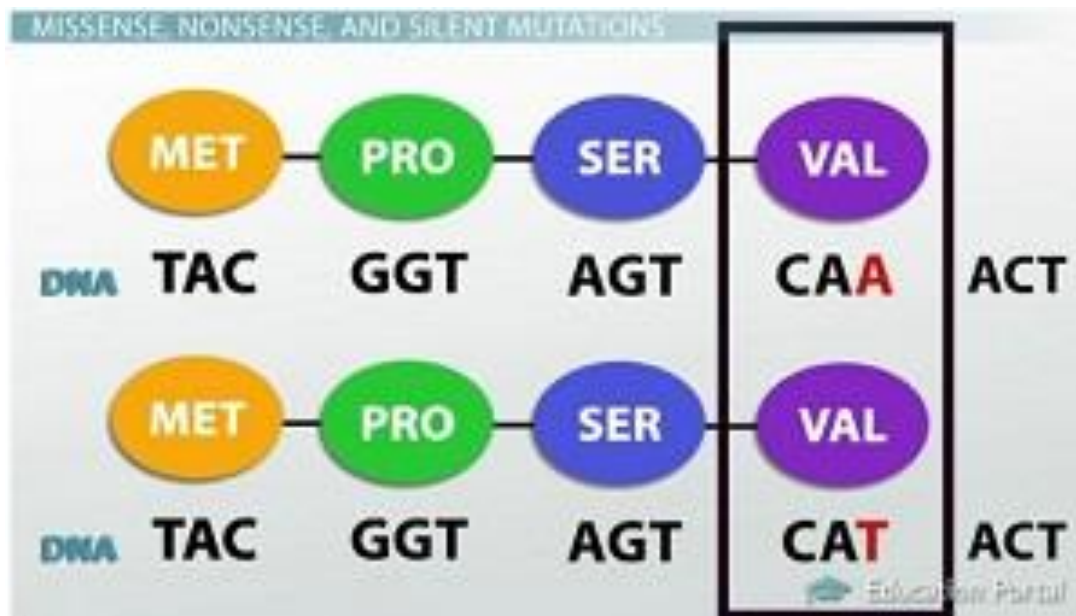 MISSENSE, NONSENSE, AND SILENT MUTATIONS
MET PRO SER VAL
DNA TAC GGT AGT CAA ACT
MET PRO SER VAL
DNA TAC GGT AGT CAT ACT
Education Portal